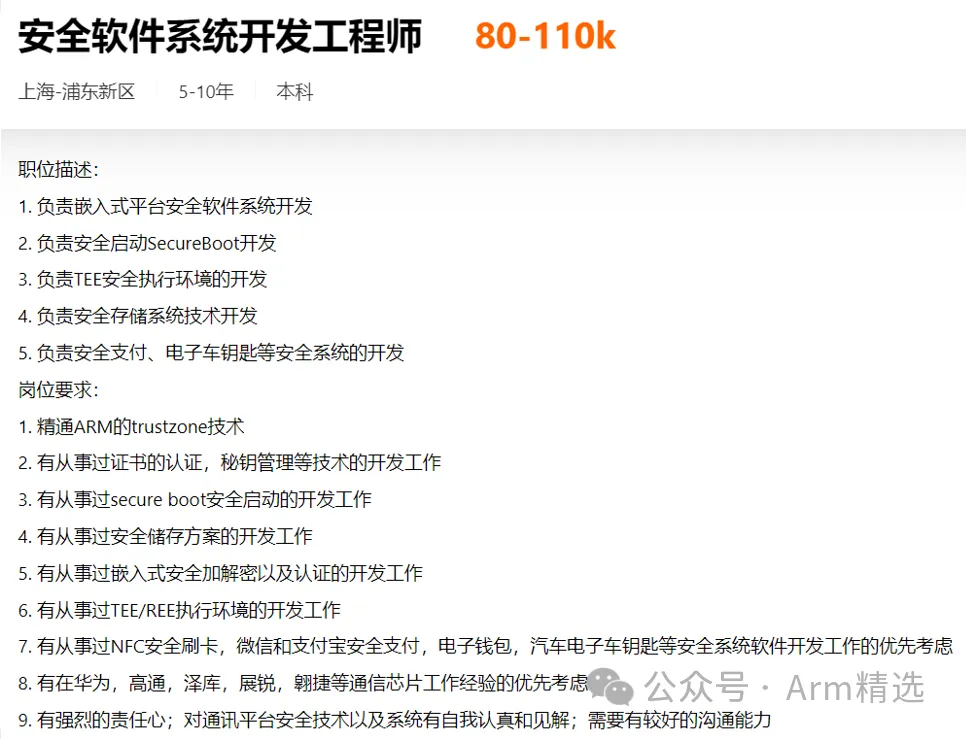 安全软件系统开发工程师 80-110k
上海-浦东新区 5-10年 本科
职位描述：
1. 负责嵌入式平台安全软件系统开发
2. 负责安全启动SecureBoot开发
3. 负责TEE安全执行环境的开发
4. 负责安全存储系统技术开发
5. 负责安全支付、电子车钥匙等安全系统的开发
岗位要求：
1. 精通ARM的trustzone技术
2. 有从事过证书的认证，秘钥管理等技术的开发工作
3. 有从事过secure boot安全启动的开发工作
4. 有从事过安全储存方案的开发工作
5. 有从事过嵌入式安全加解密以及认证的开发工作
6. 有从事过TEE/REE执行环境的开发工作
7. 有从事过NFC安全刷卡，微信和支付宝安全支付，电子钱包，汽车电子车钥匙等安全系统软件开发工作的优先考虑
8. 有在华为，高通，泽库，展锐，翱捷等通信芯片工作经验的优先考虑
公众号 · Arm精选
9. 有强烈的责任心；对通讯平台安全技术以及系统有自我认真和见解；需要有较好的沟通能力